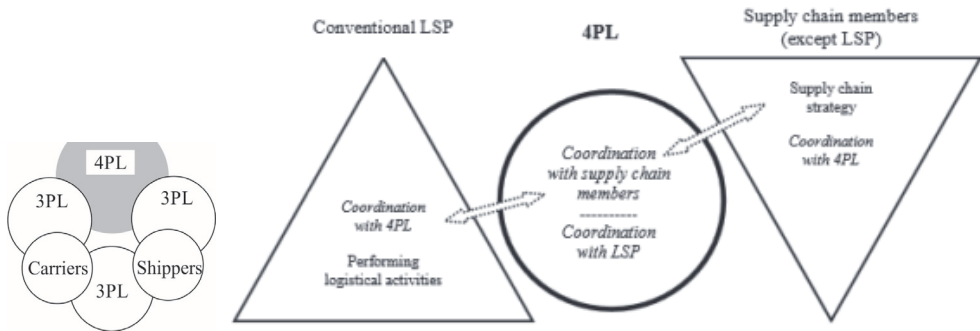 4PL
3PL
3PL
Carriers
Shippers
3PL
Conventional LSP
Coordination
with 4PL
Performing
logistical activities
4PL
Coordination
with supply chain
members
----------
Coordination
with LSP
Supply chain members
(except LSP)
Supply chain
strategy
Coordination
with 4PL